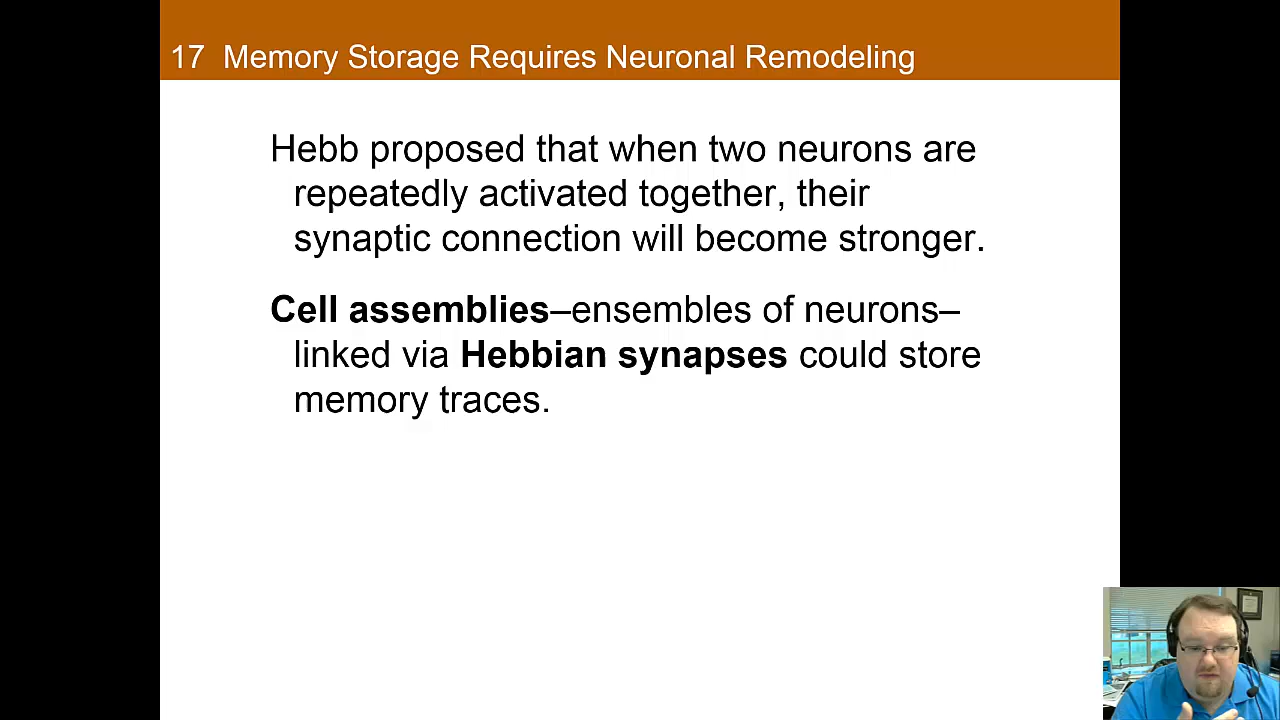 17 Memory Storage Requires Neuronal Remodeling
Hebb proposed that when two neurons are
repeatedly activated together, their
synaptic connection will become stronger.
Cell assemblies–ensembles of neurons–
linked via Hebbian synapses could store
memory traces.